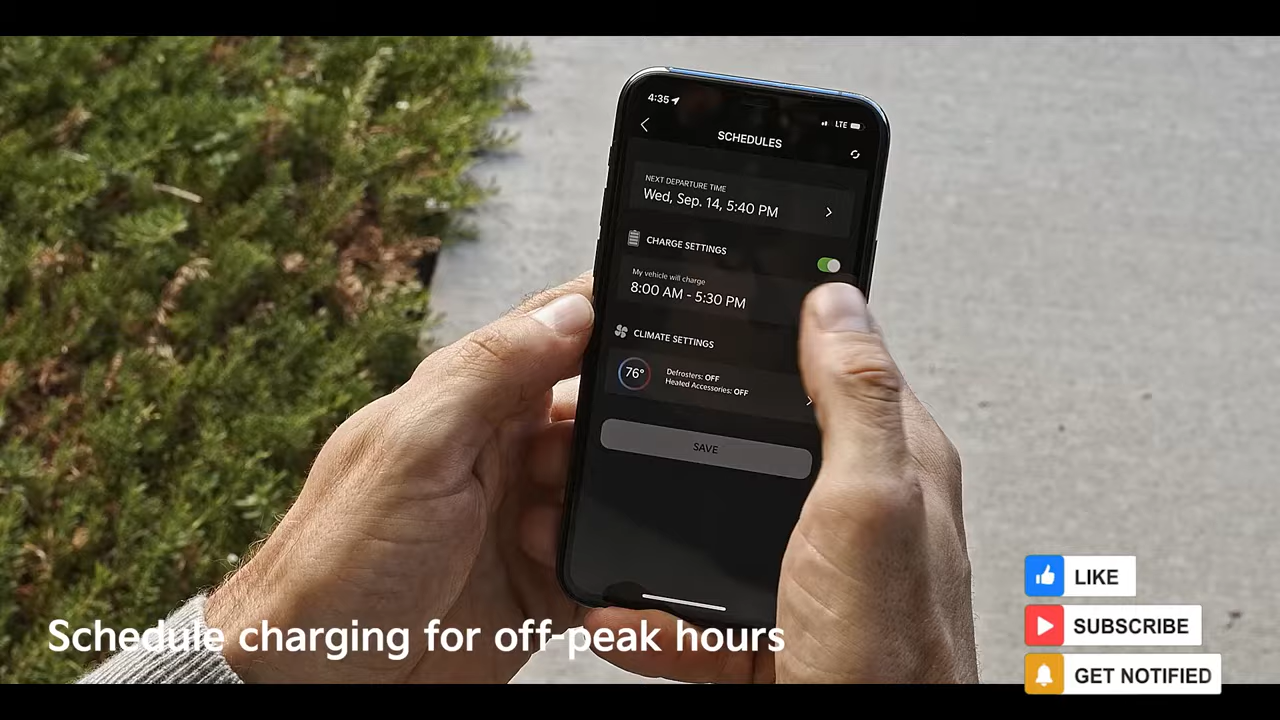 4:35
LTE
SCHEDULES
NEXT DEPARTURE TIME
Wed, Sep. 14, 5:40 PM
CHARGE SETTINGS
My vehicle will charge
8:00 AM - 5:30 PM
CLIMATE SETTINGS
76°
Defrosters: OFF
Heated Accessories: OFF
SAVE
Schedule charging for off-peak hours
LIKE
SUBSCRIBE
GET NOTIFIED